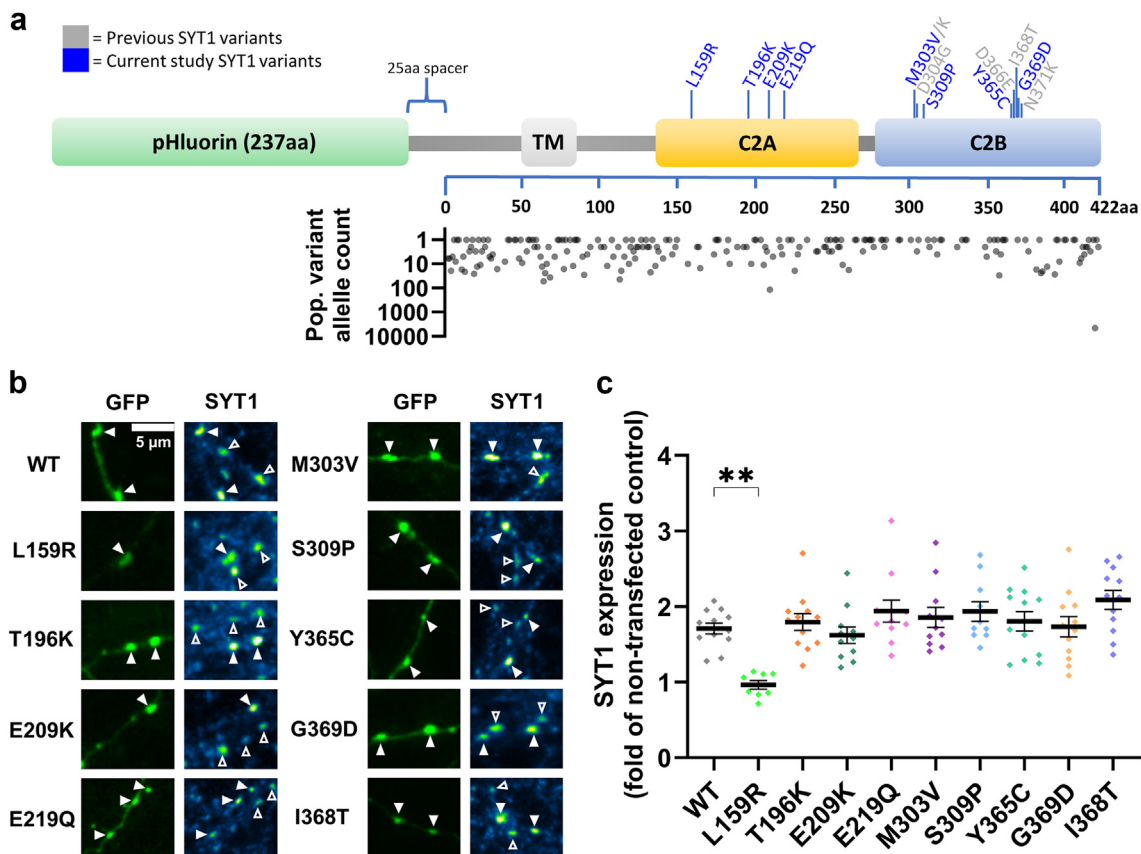 a
= Previous SYT1 variants
= Current study SYT1 variants
25aa spacer
L159R
T196K
E209K
E219Q
M303V/K
D304G
S309P
D366E
Y365C
I368T
G369D
N371K
pHluorin (237aa)
TM
C2A
C2B
0 50 100 150 200 250 300 350 400 422aa
Pop. variant
allele count
1
10
100
1000
10000
b
GFP SYT1 GFP SYT1
5 µm
WT
L159R
T196K
E209K
E219Q
M303V
S309P
Y365C
G369D
I368T
c
SYT1 expression
(fold of non-transfected control)
4
3
2
1
0
**
WT
L159R
T196K
E209K
E219Q
M303V
S309P
Y365C
G369D
I368T